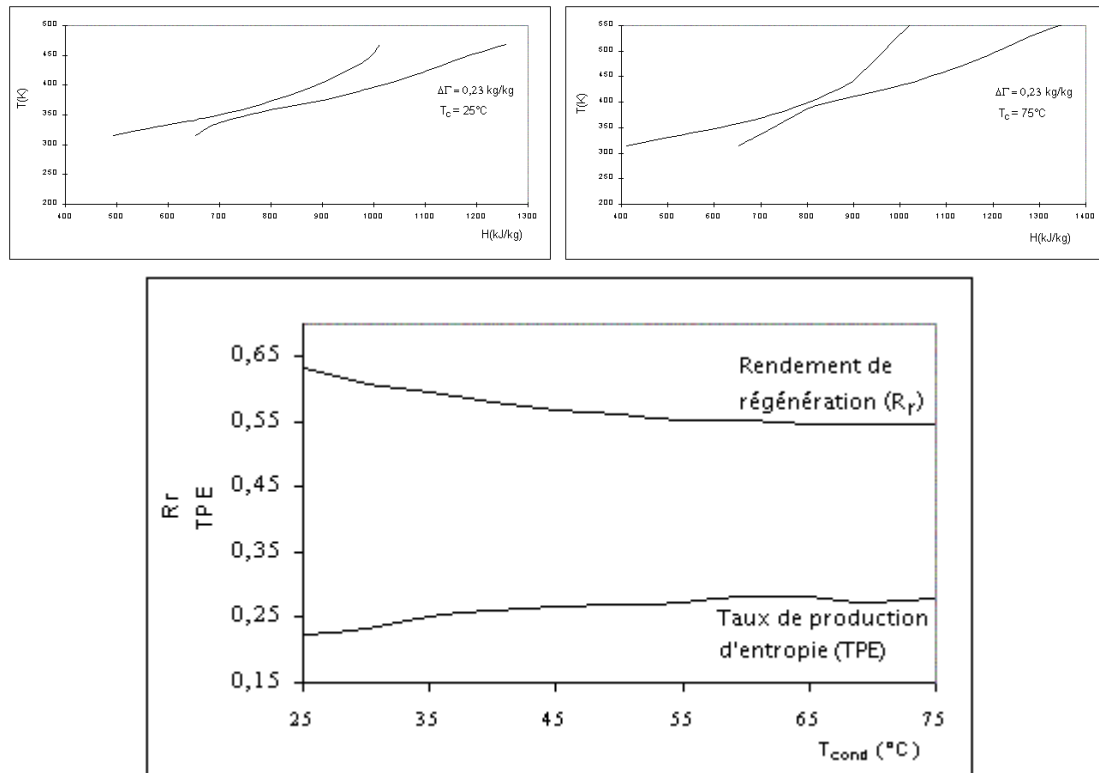 500
450
400
350
300
250
200
T(K)
400 500 600 700 800 900 1000 1100 1200 1300
H(kJ/kg)
ΔΓ = 0,23 kg/kg
Tc = 25°C
550
500
450
400
350
300
250
200
T(K)
400 500 600 700 800 900 1000 1100 1200 1300 1400
H(kJ/kg)
ΔΓ = 0,23 kg/kg
Tc = 75°C
0,65
0,55
0,45
0,35
0,25
0,15
Rr
TPE
Rendement de
régénération (Rr)
Taux de production
d'entropie (TPE)
25 35 45 55 65 75
Tcond (°C)